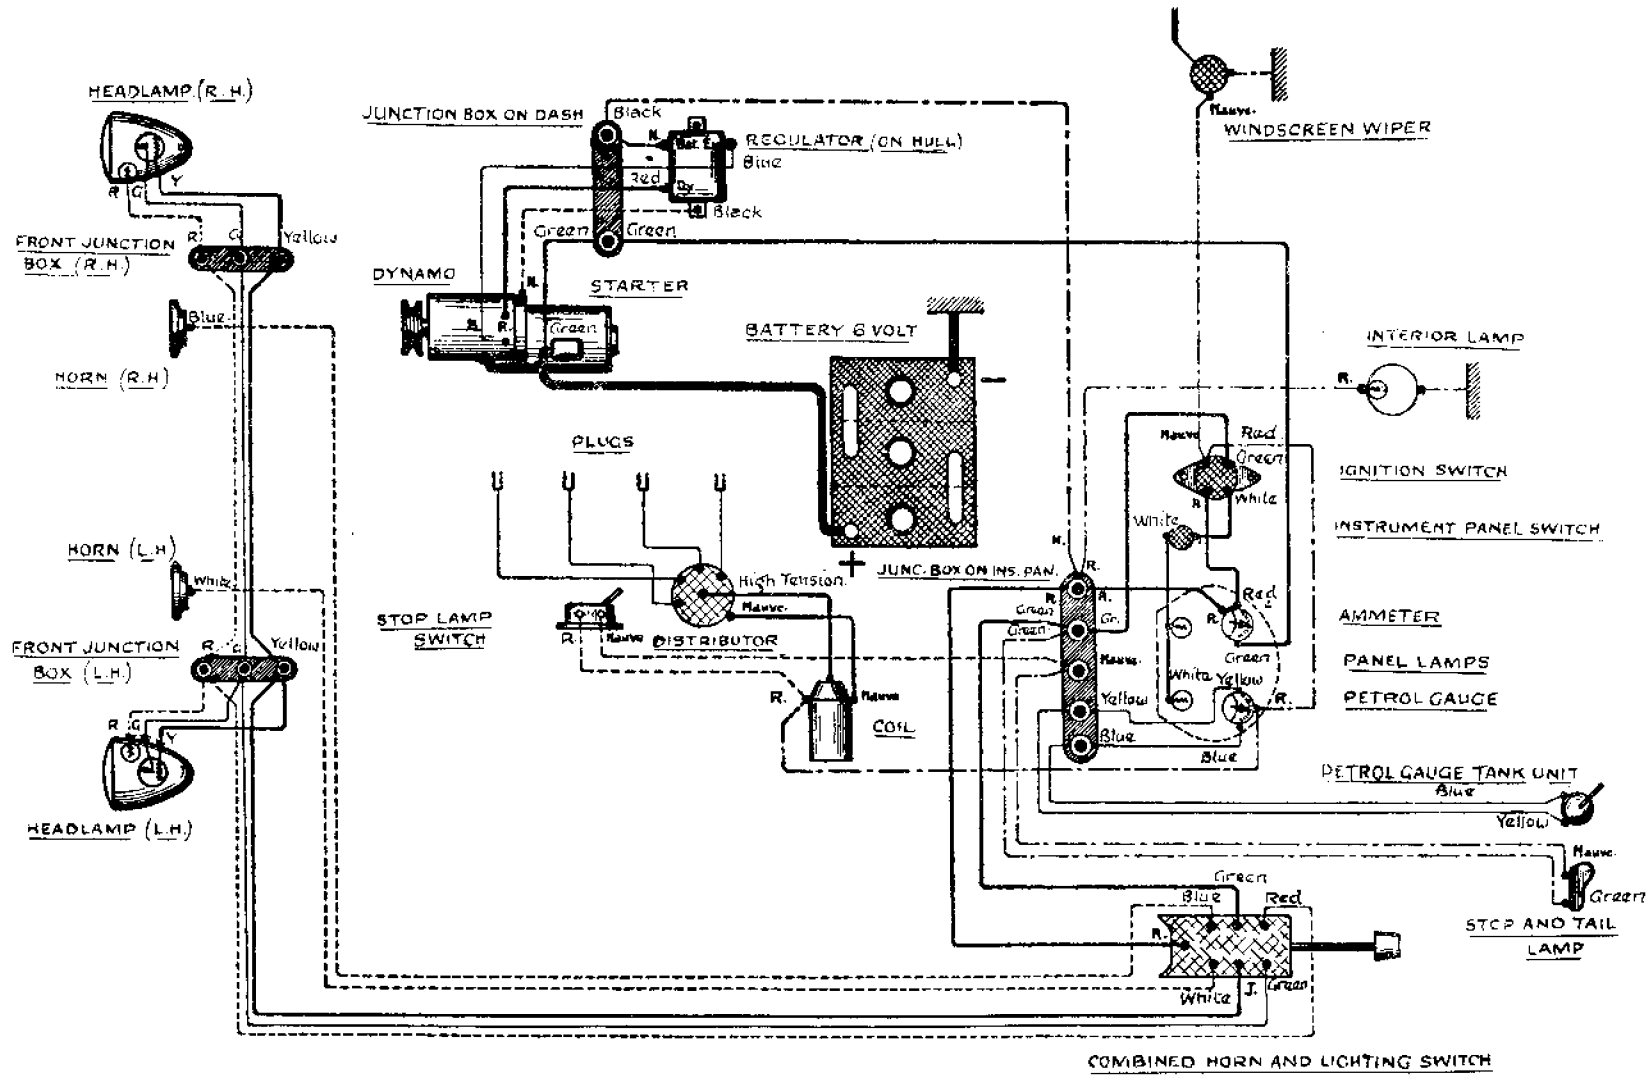 HEADLAMP (R.H.)
R G Y
R G Yellow
FRONT JUNCTION
BOX (R.H.)
Blue
HORN (R.H)
HORN (L.H)
White
FRONT JUNCTION
BOX (L.H.)
R. G Yellow
R G Y
HEADLAMP (L.H.)
JUNCTION BOX ON DASH
Black
N.
Bat. E.
REGULATOR (ON HULL)
Blue
Red
Dy.
Black
Green Green
DYNAMO
N.
STARTER
B. R.
Green
BATTERY 6 VOLT
−
+
PLUGS
High Tension.
Mauve.
STOP LAMP
SWITCH
R. Mauve
DISTRIBUTOR
R. Mauve
COIL
Mauve.
WINDSCREEN WIPER
INTERIOR LAMP
R.
Mauve Red
Green
IGNITION SWITCH
R White
White
INSTRUMENT PANEL SWITCH
N. R.
JUNC. BOX ON INS. PAN.
R. R.
Green Gr.
Green
Mauve.
Yellow
Blue
Red
R.
AMMETER
Green
PANEL LAMPS
White Yellow
R.
PETROL GAUGE
Blue
PETROL GAUGE TANK UNIT
Blue
Yellow
Mauve.
Green
STOP AND TAIL
LAMP
Green
Blue Red
R.
White J. Green
COMBINED HORN AND LIGHTING SWITCH